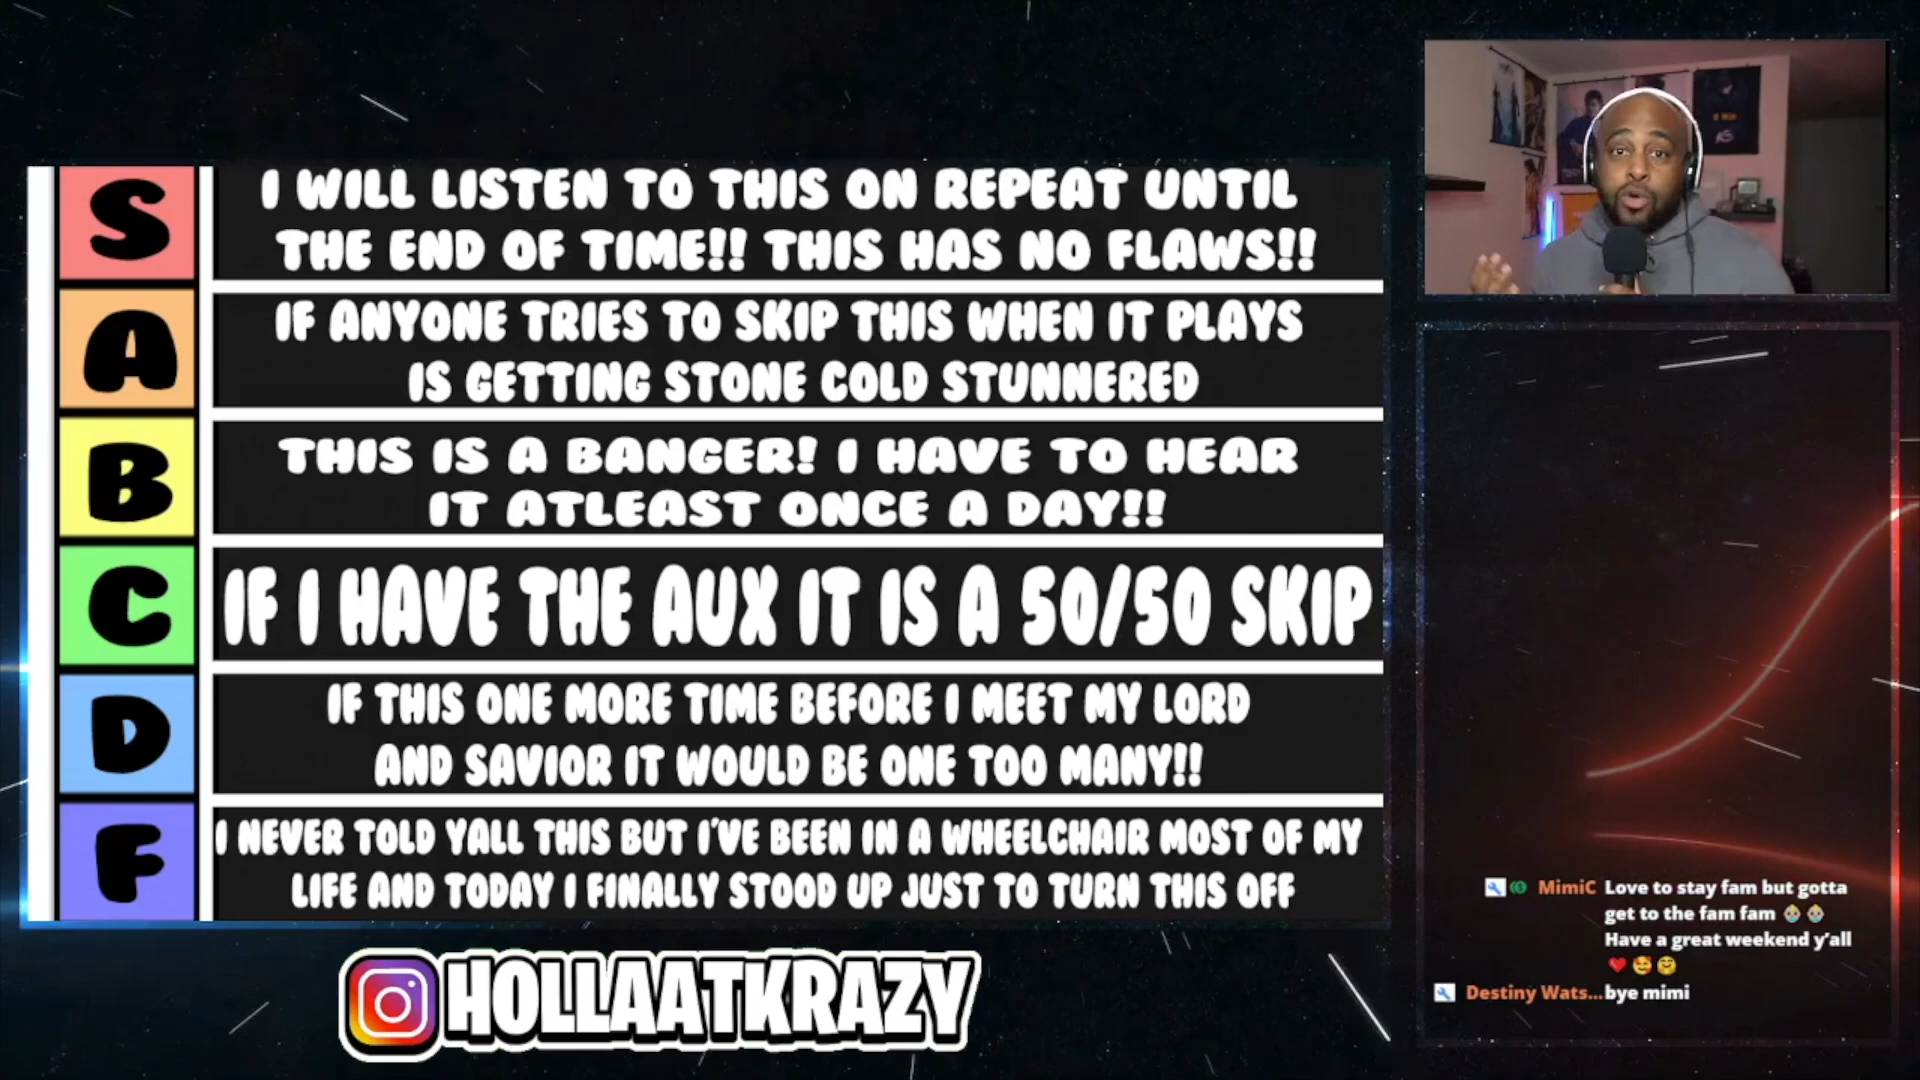 S
I WILL LISTEN TO THIS ON REPEAT UNTIL
THE END OF TIME!! THIS HAS NO FLAWS!!
A
IF ANYONE TRIES TO SKIP THIS WHEN IT PLAYS
IS GETTING STONE COLD STUNNERED
B
THIS IS A BANGER! I HAVE TO HEAR
IT ATLEAST ONCE A DAY!!
C
IF I HAVE THE AUX IT IS A 50/50 SKIP
D
IF THIS ONE MORE TIME BEFORE I MEET MY LORD
AND SAVIOR IT WOULD BE ONE TOO MANY!!
F
I NEVER TOLD YALL THIS BUT I'VE BEEN IN A WHEELCHAIR MOST OF MY
LIFE AND TODAY I FINALLY STOOD UP JUST TO TURN THIS OFF
HOLLAATKRAZY
MimiC Love to stay fam but gotta
get to the fam fam
Have a great weekend y'all
Destiny Wats... bye mimi